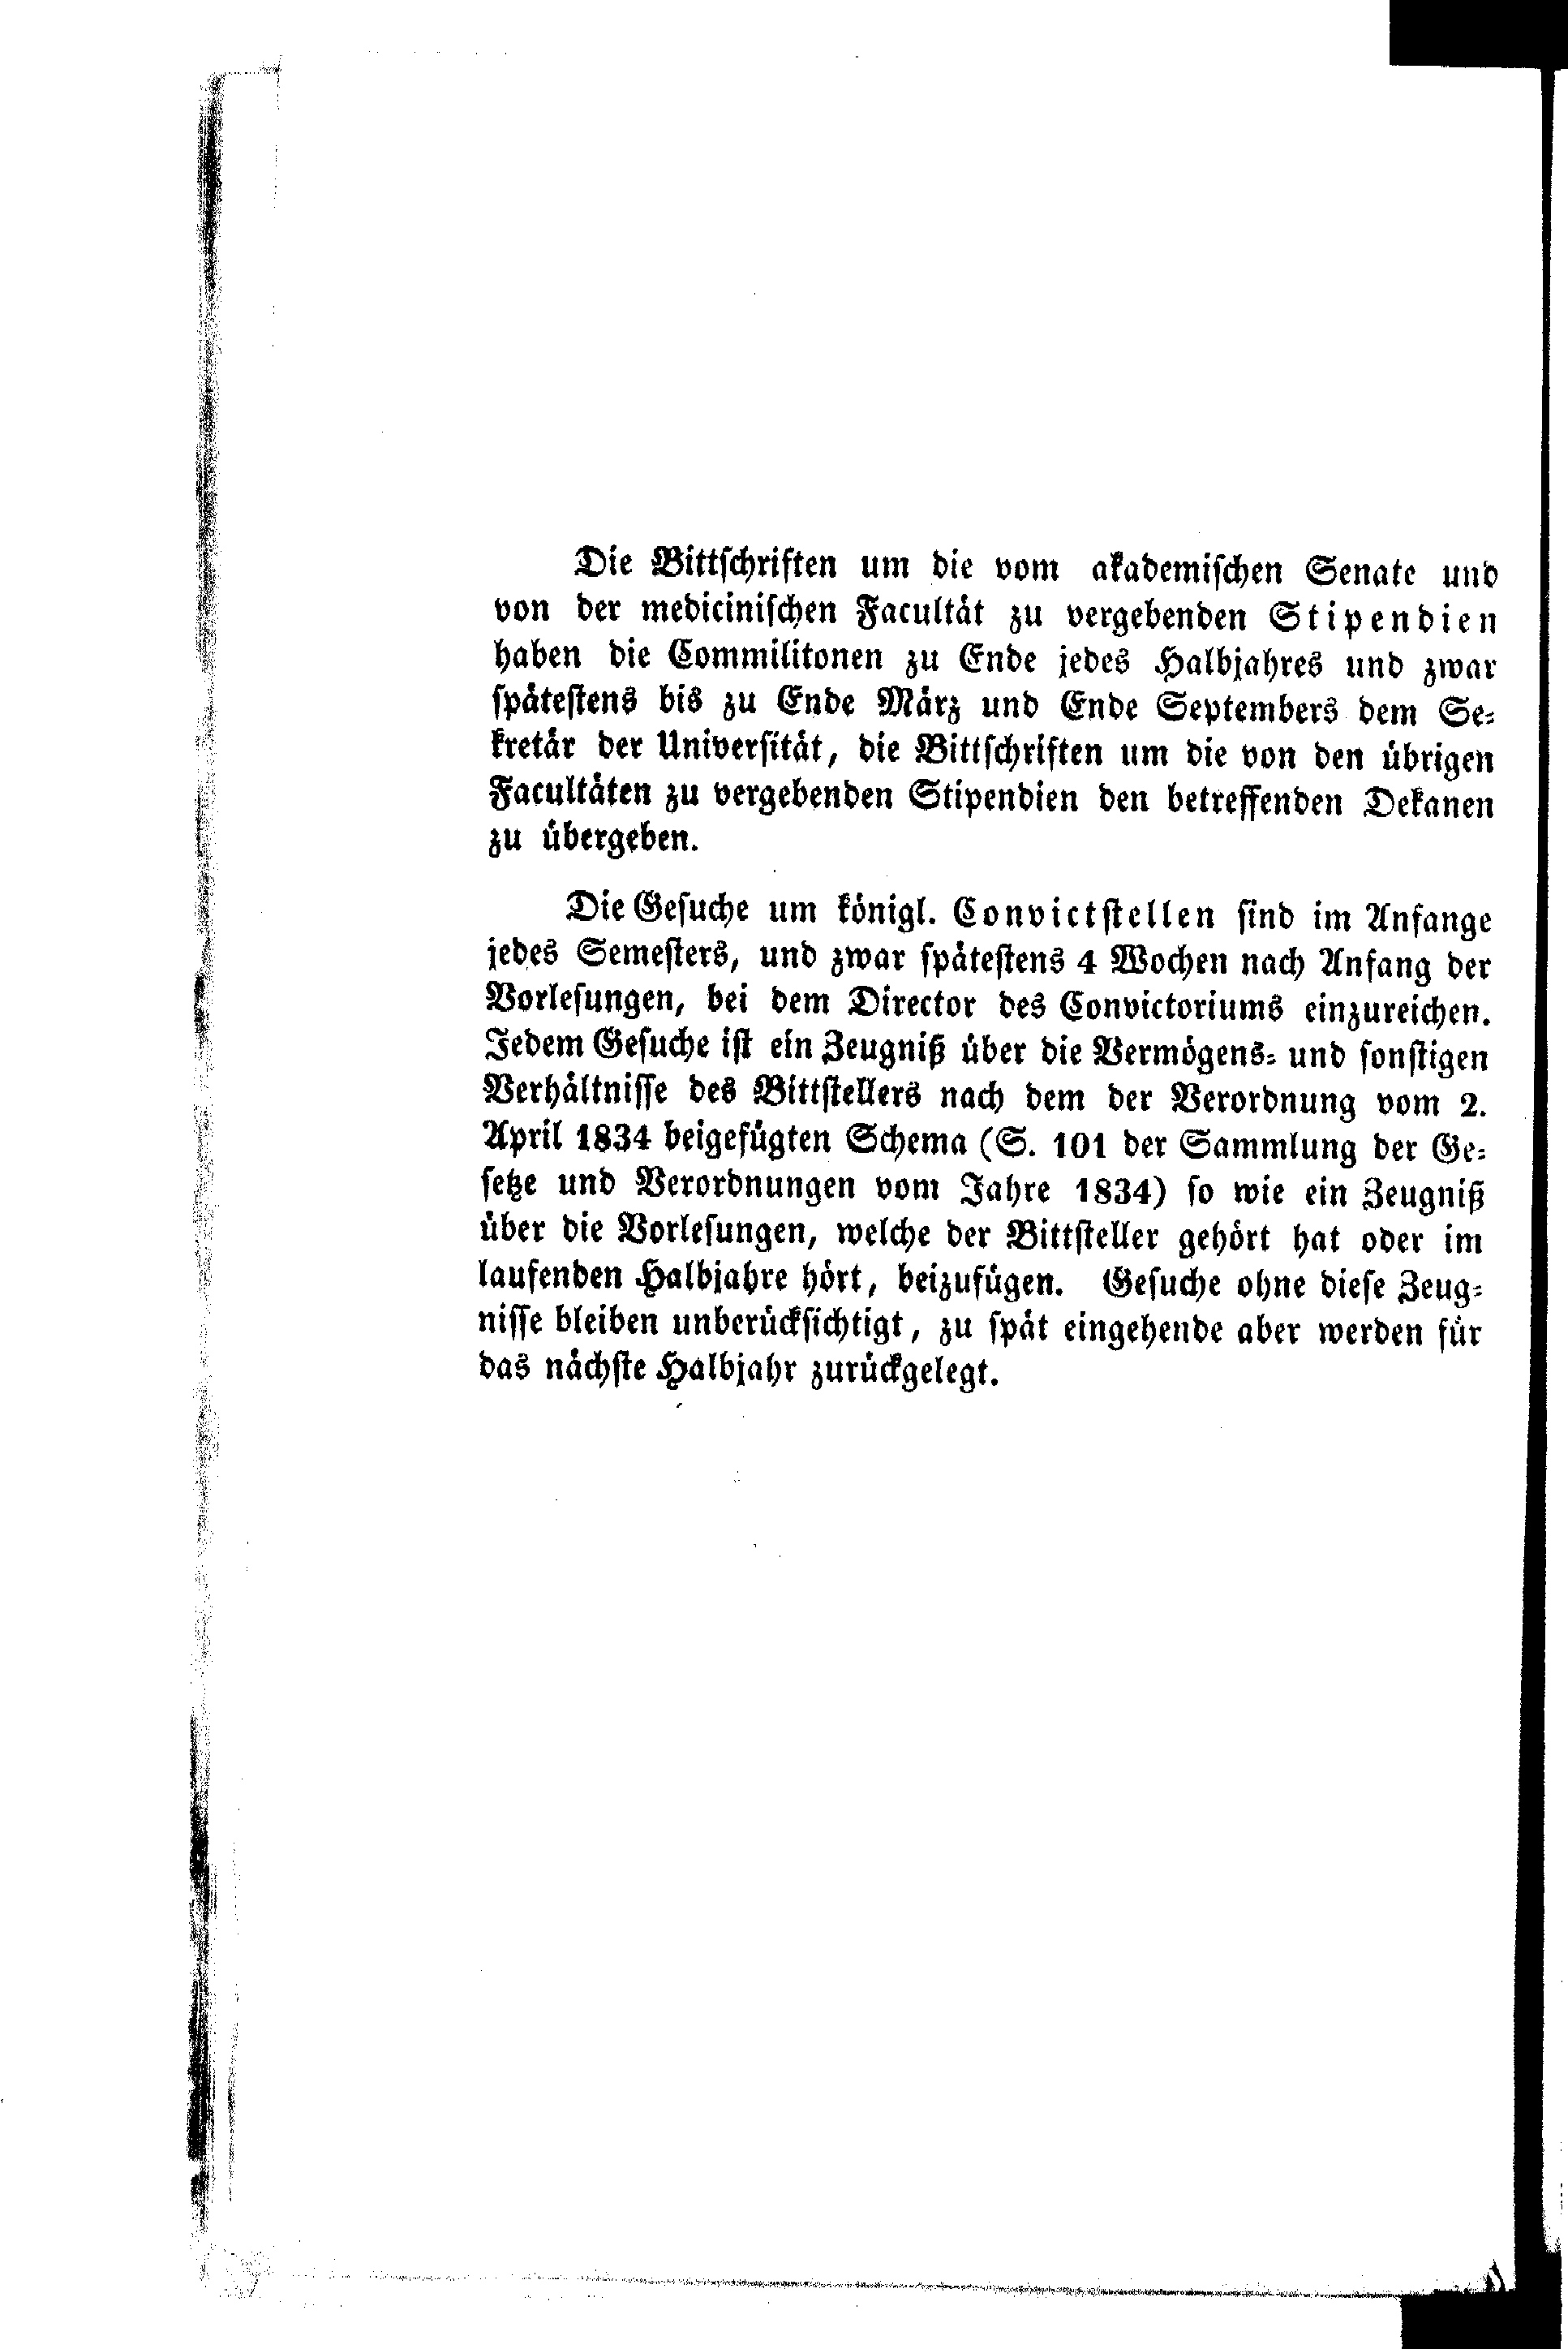 Die Bittschriften um die vom akademischen Senate und
von der medicinischen Facultät zu vergebenden Stipendien
haben die Commilitonen zu Ende jedes Halbjahres und zwar
spätestens bis zu Ende März und Ende Septembers dem Se-
kretär der Universität, die Bittschriften um die von den übrigen
Facultäten zu vergebenden Stipendien den betreffenden Dekanen
zu übergeben.
Die Gesuche um königl. Convictstellen sind im Anfange
jedes Semesters, und zwar spätestens 4 Wochen nach Anfang der
Vorlesungen, bei dem Director des Convictoriums einzureichen.
Jedem Gesuche ist ein Zeugniß über die Vermögens- und sonstigen
Verhältnisse des Bittstellers nach dem der Verordnung vom 2.
April 1834 beigefügten Schema (S. 101 der Sammlung der Ge-
setze und Verordnungen vom Jahre 1834) so wie ein Zeugniß
über die Vorlesungen, welche der Bittsteller gehört hat oder im
laufenden Halbjahre hört, beizufügen. Gesuche ohne diese Zeug-
nisse bleiben unberücksichtigt, zu spät eingehende aber werden für
das nächste Halbjahr zurückgelegt.